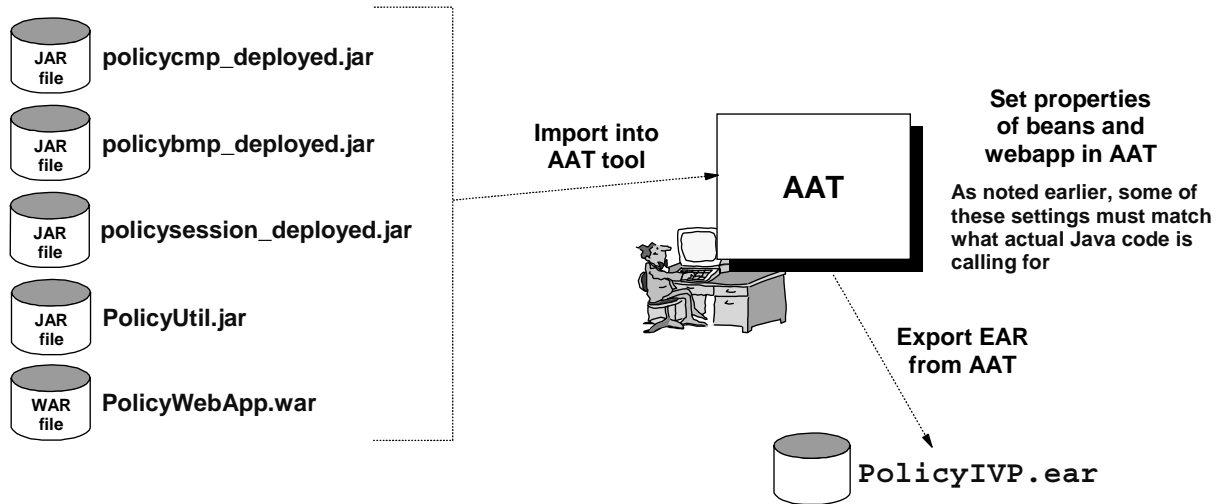 JAR
file
policycmp_deployed.jar
JAR
file
policybmp_deployed.jar
JAR
file
policysession_deployed.jar
JAR
file
PolicyUtil.jar
WAR
file
PolicyWebApp.war
Import into
AAT tool
AAT
Set properties
of beans and
webapp in AAT
As noted earlier, some of
these settings must match
what actual Java code is
calling for
Export EAR
from AAT
PolicyIVP.ear